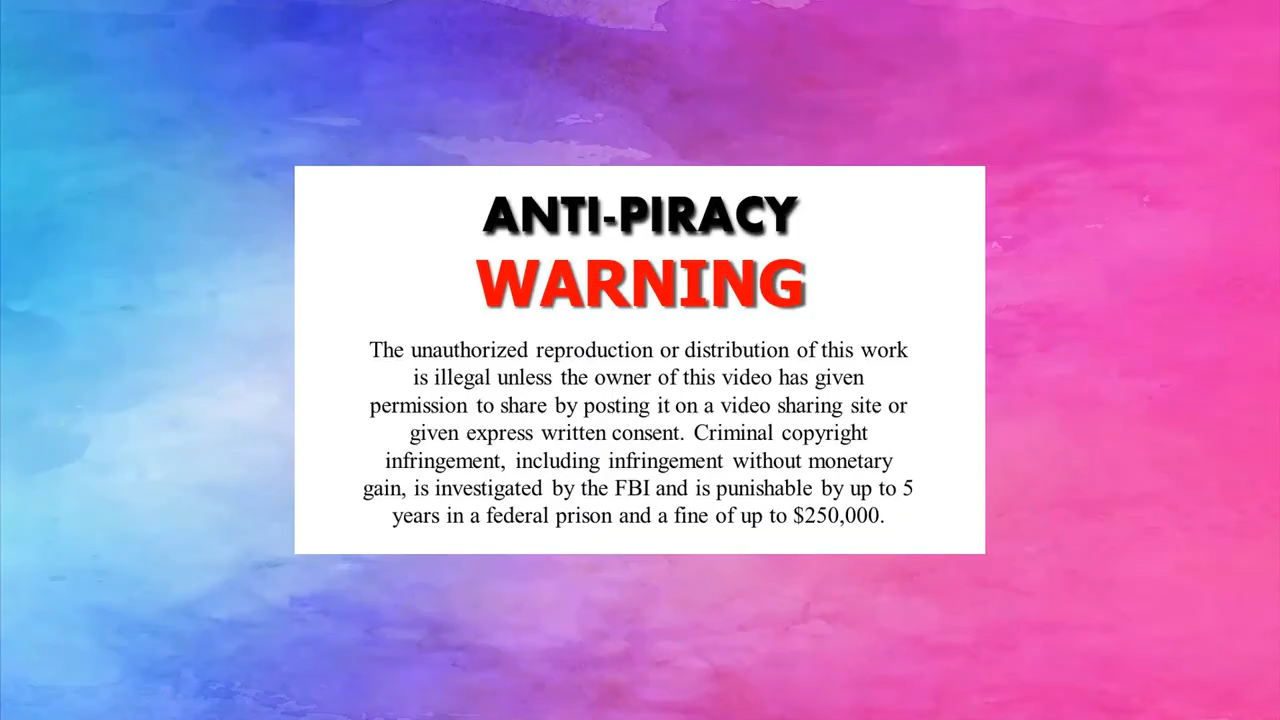 ANTI-PIRACY
WARNING
The unauthorized reproduction or distribution of this work
is illegal unless the owner of this video has given
permission to share by posting it on a video sharing site or
given express written consent. Criminal copyright
infringement, including infringement without monetary
gain, is investigated by the FBI and is punishable by up to 5
years in a federal prison and a fine of up to $250,000.